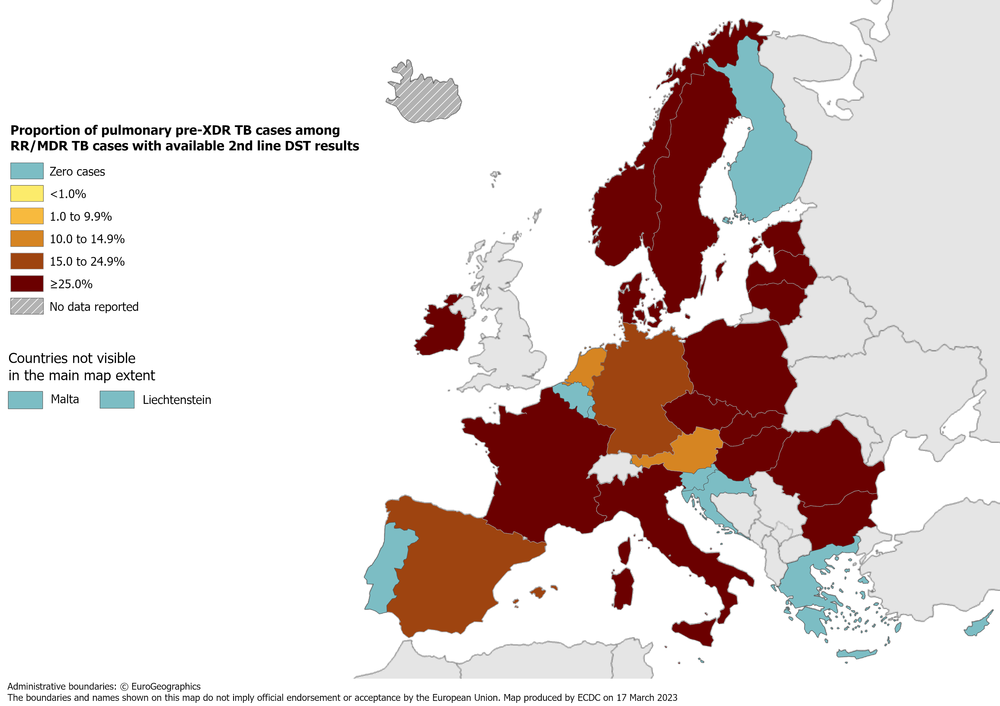 Proportion of pulmonary pre-XDR TB cases among
RR/MDR TB cases with available 2nd line DST results
Zero cases
<1.0%
1.0 to 9.9%
10.0 to 14.9%
15.0 to 24.9%
≥25.0%
No data reported
Countries not visible
in the main map extent
Malta
Liechtenstein
Administrative boundaries: © EuroGeographics
The boundaries and names shown on this map do not imply official endorsement or acceptance by the European Union. Map produced by ECDC on 17 March 2023